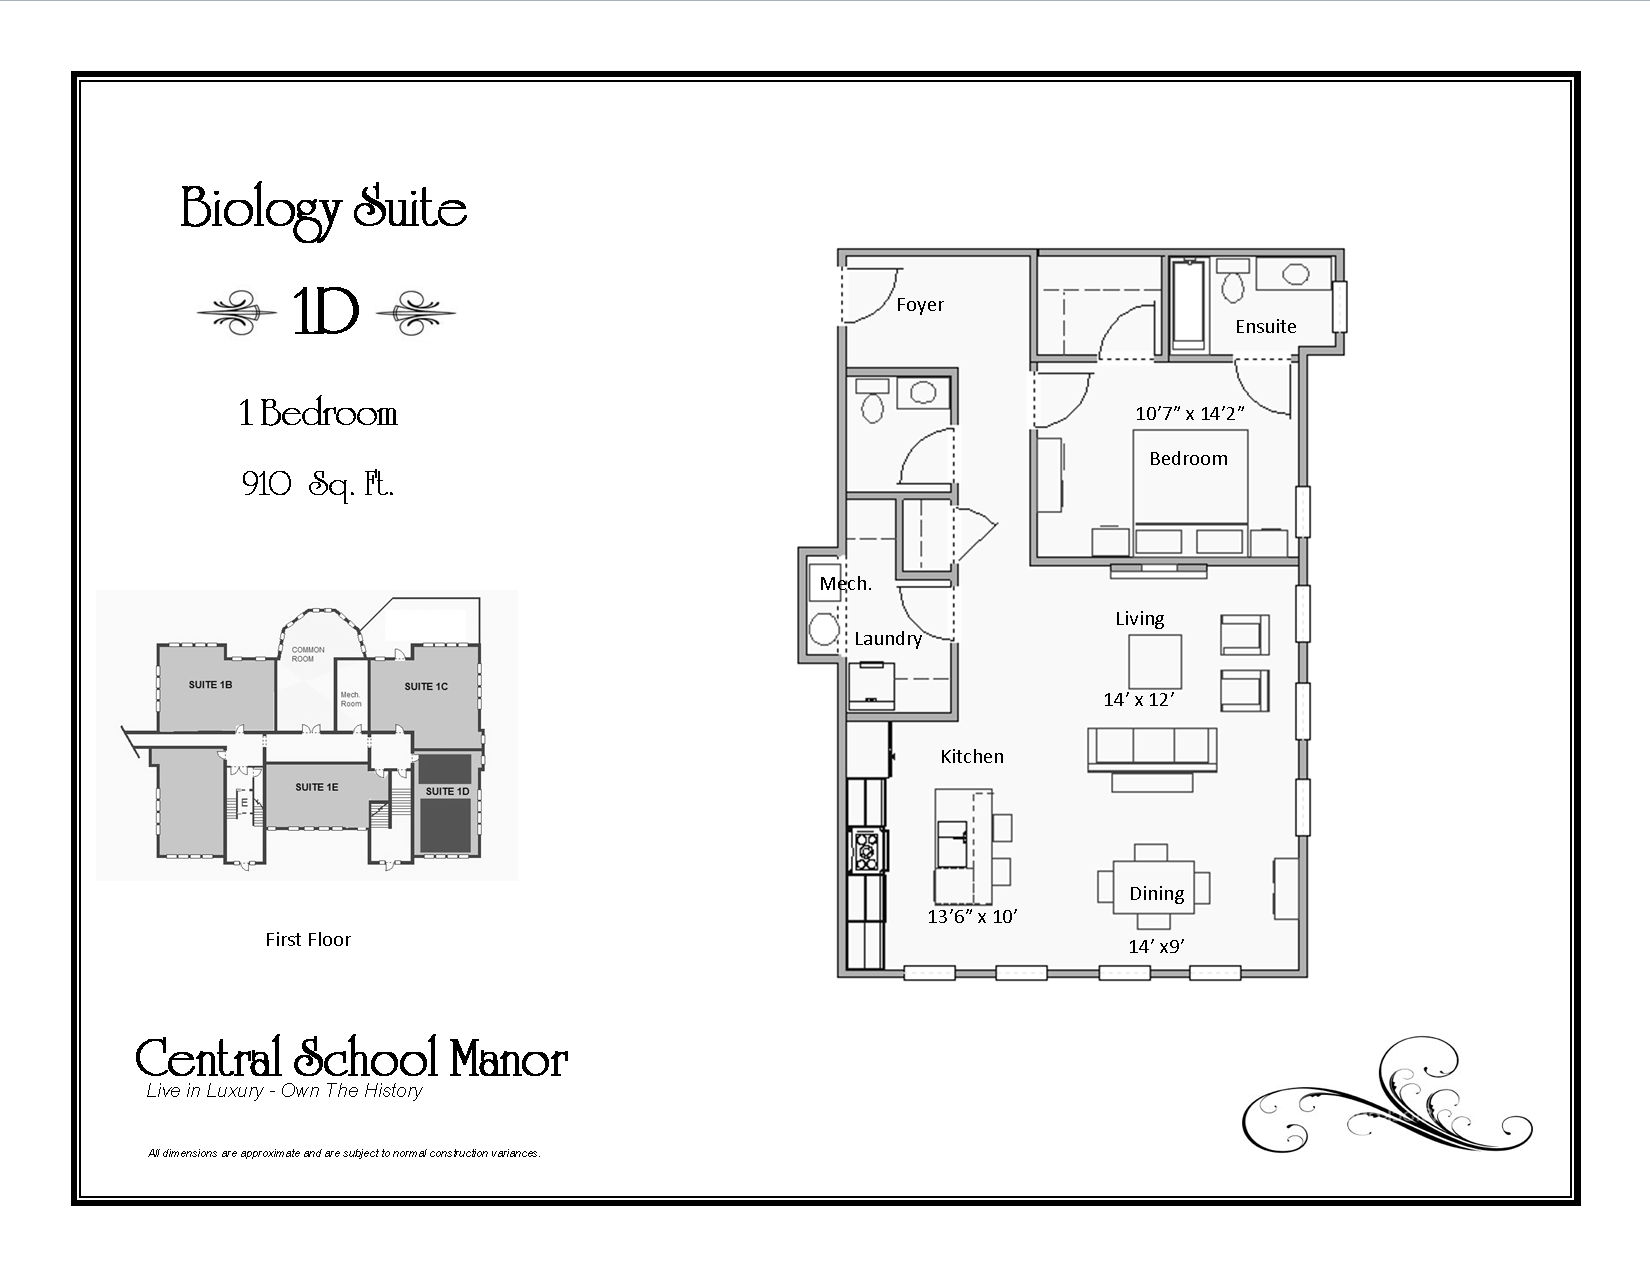 Biology Suite
1D
1 Bedroom
910 Sq. Ft.
COMMON
ROOM
SUITE 1B
SUITE 1C
Mech.
Room
SUITE 1E
SUITE 1D
First Floor
Central School Manor
Live in Luxury - Own The History
All dimensions are approximate and are subject to normal construction variances.
Foyer
Ensuite
10’7” x 14’2”
Bedroom
Mech.
Laundry
Living
14’ x 12’
Kitchen
13’6” x 10’
Dining
14’ x9’